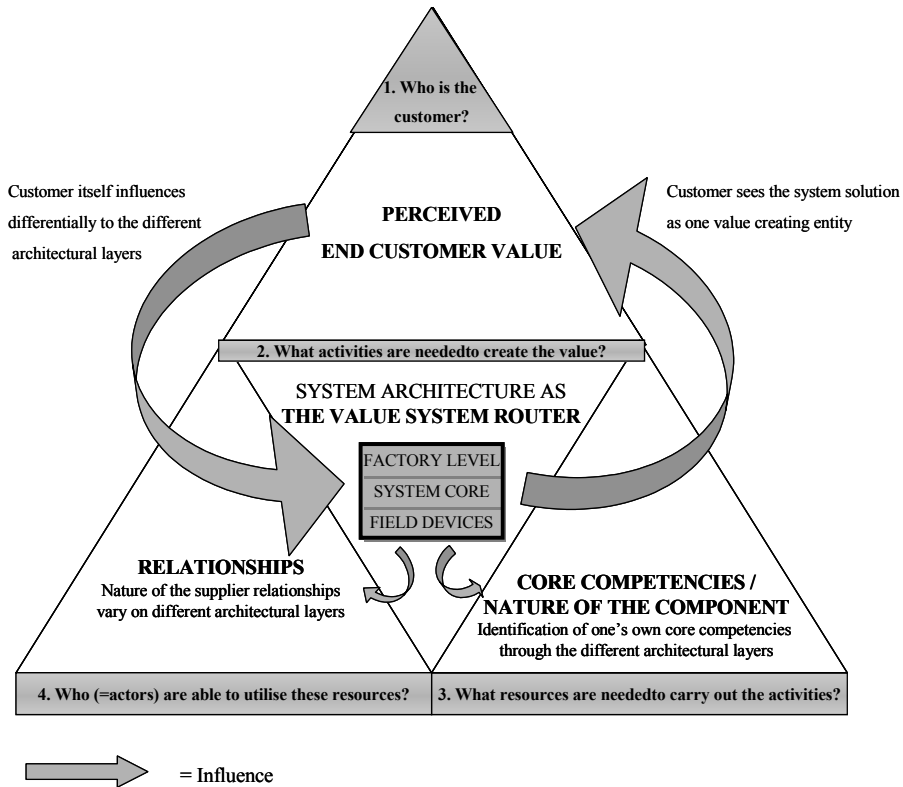 1. Who is the
customer?
Customer itself influences
differentially to the different
architectural layers
PERCEIVED
END CUSTOMER VALUE
Customer sees the system solution
as one value creating entity
2. What activities are neededto create the value?
SYSTEM ARCHITECTURE AS
THE VALUE SYSTEM ROUTER
FACTORY LEVEL
SYSTEM CORE
FIELD DEVICES
RELATIONSHIPS
Nature of the supplier relationships
vary on different architectural layers
CORE COMPETENCIES /
NATURE OF THE COMPONENT
Identification of one's own core competencies
through the different architectural layers
4. Who (=actors) are able to utilise these resources?
3. What resources are neededto carry out the activities?
= Influence